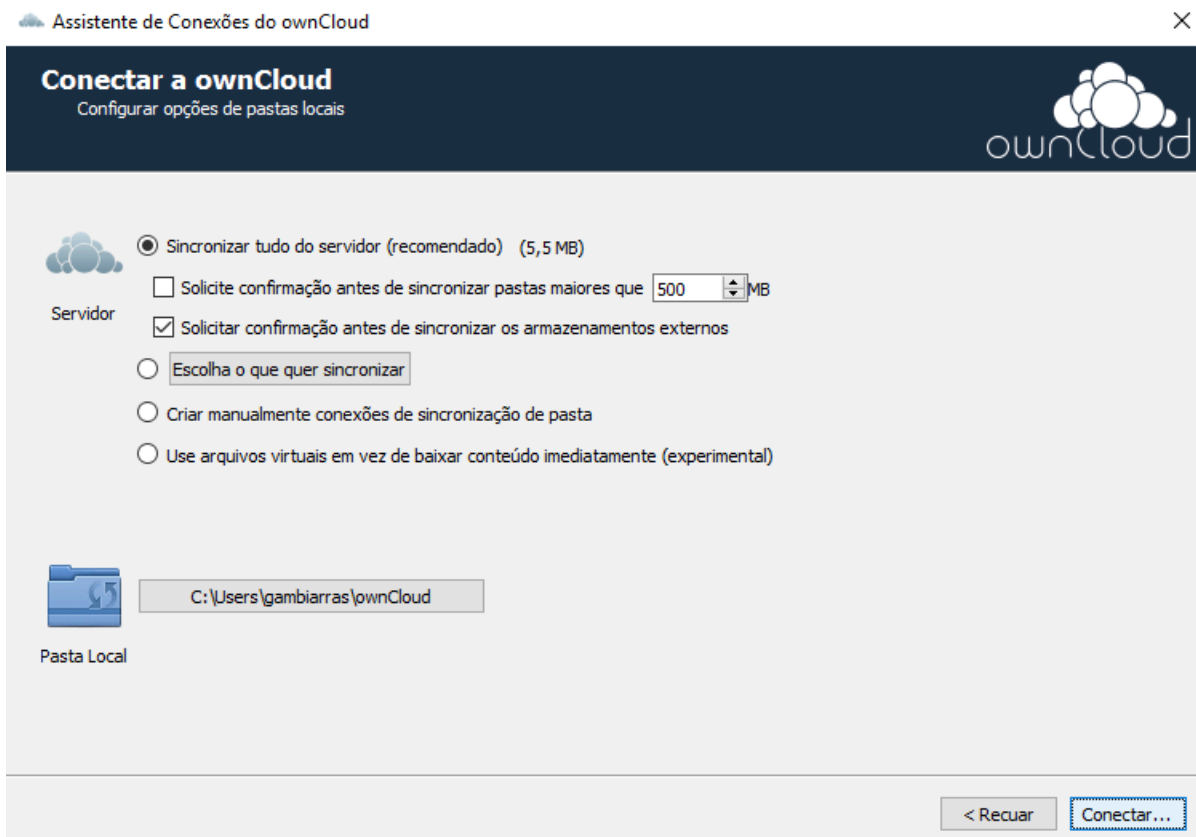 Assistente de Conexões do ownCloud
Conectar a ownCloud
Configurar opções de pastas locais
ownCloud
Sincronizar tudo do servidor (recomendado) (5,5 MB)
Solicite confirmação antes de sincronizar pastas maiores que 500 MB
Servidor
Solicitar confirmação antes de sincronizar os armazenamentos externos
Escolha o que quer sincronizar
Criar manualmente conexões de sincronização de pasta
Use arquivos virtuais em vez de baixar conteúdo imediatamente (experimental)
C:\Users\gambiarras\ownCloud
Pasta Local
< Recuar Conectar...